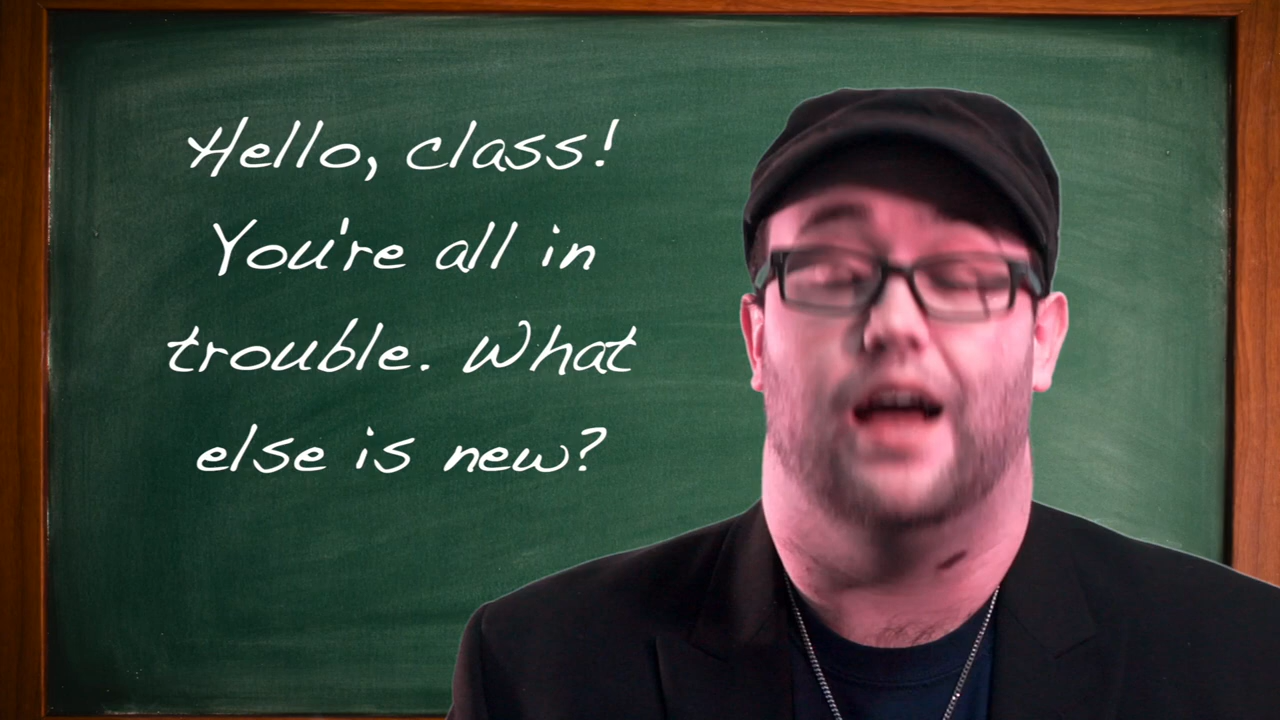 Hello, class!
You're all in
trouble. What
else is new?